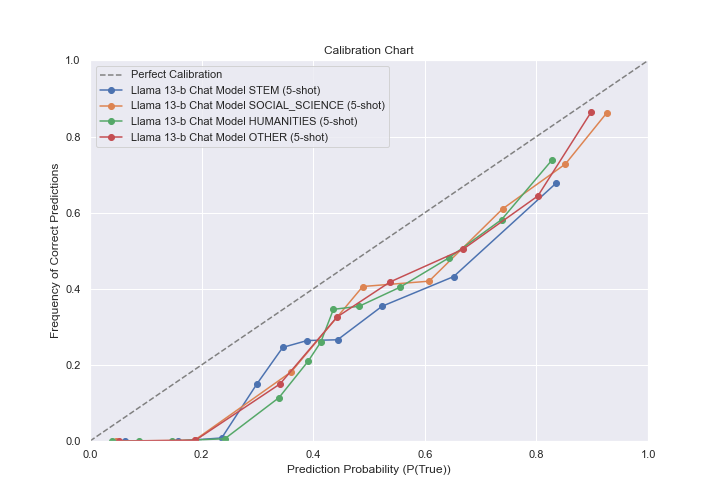 Calibration Chart
Perfect Calibration
Llama 13-b Chat Model STEM (5-shot)
Llama 13-b Chat Model SOCIAL_SCIENCE (5-shot)
Llama 13-b Chat Model HUMANITIES (5-shot)
Llama 13-b Chat Model OTHER (5-shot)
Frequency of Correct Predictions
1.0
0.8
0.6
0.4
0.2
0.0
0.0 0.2 0.4 0.6 0.8 1.0
Prediction Probability (P(True))